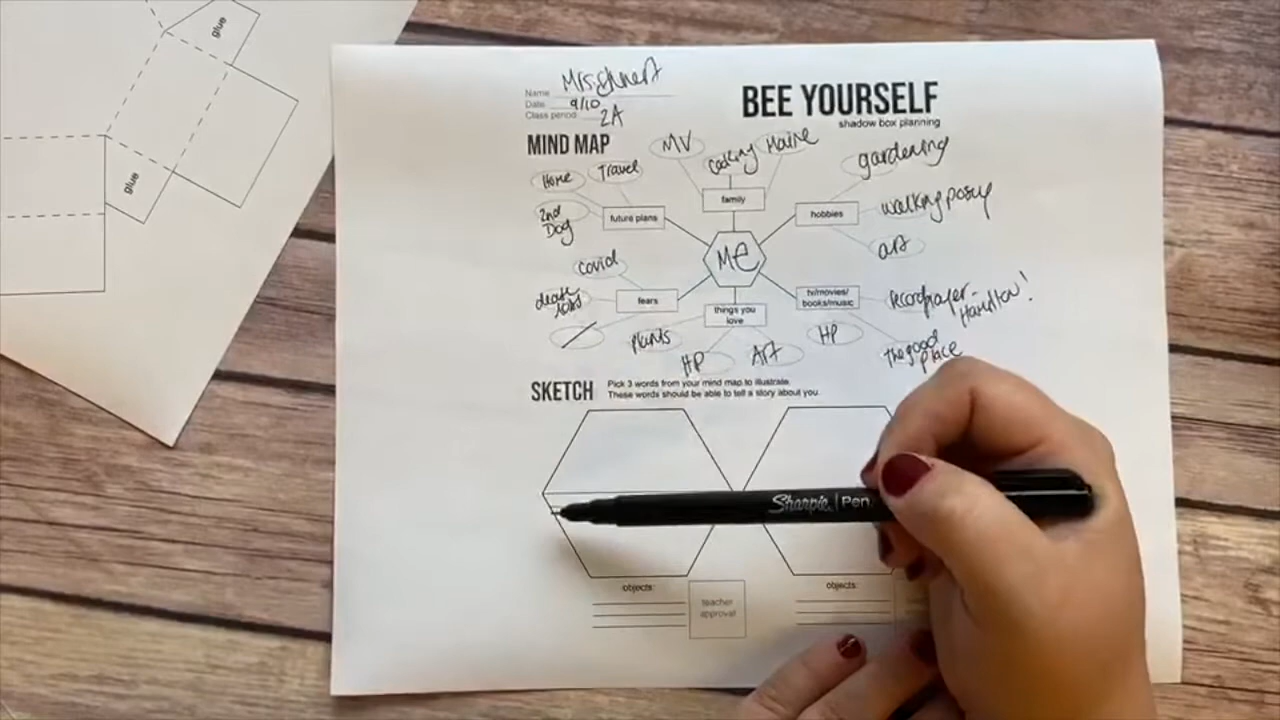 glue
glue
Name
Date 9/10
Class period 2A
BEE YOURSELF
shadow box planning
MIND MAP
MV
cooking
Maine
gardening
Home
Travel
family
walking posey
2nd Dog
future plans
hobbies
art
covid
ME
fears
things you love
tv/movies/
books/music
record player -
Hamilton!
plants
HP
Art
HP
The good place
SKETCH
Pick 3 words from your mind map to illustrate.
These words should be able to tell a story about you.
Sharpie | Pen
objects:
teacher approval
objects: